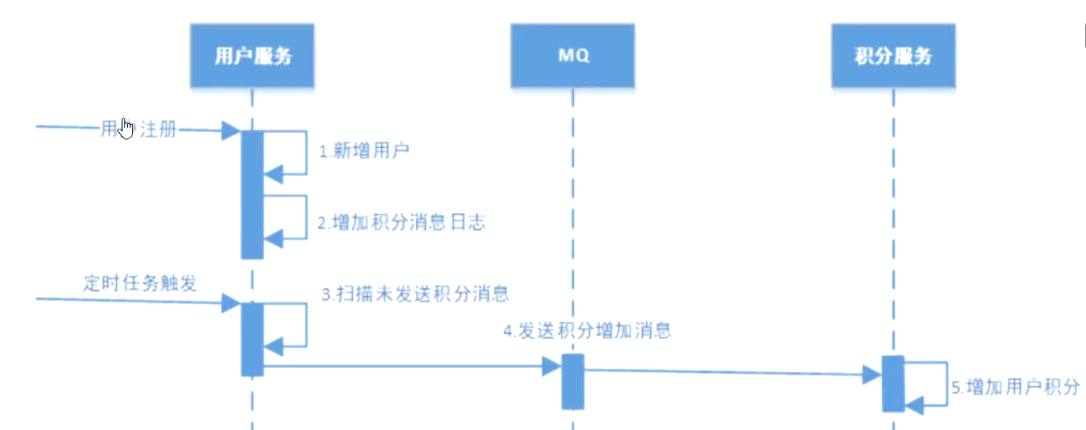 用户服务
MQ
积分服务
用户注册
1.新增用户
2.增加积分消息日志
定时任务触发
3.扫描未发送积分消息
4.发送积分增加消息
5.增加用户积分